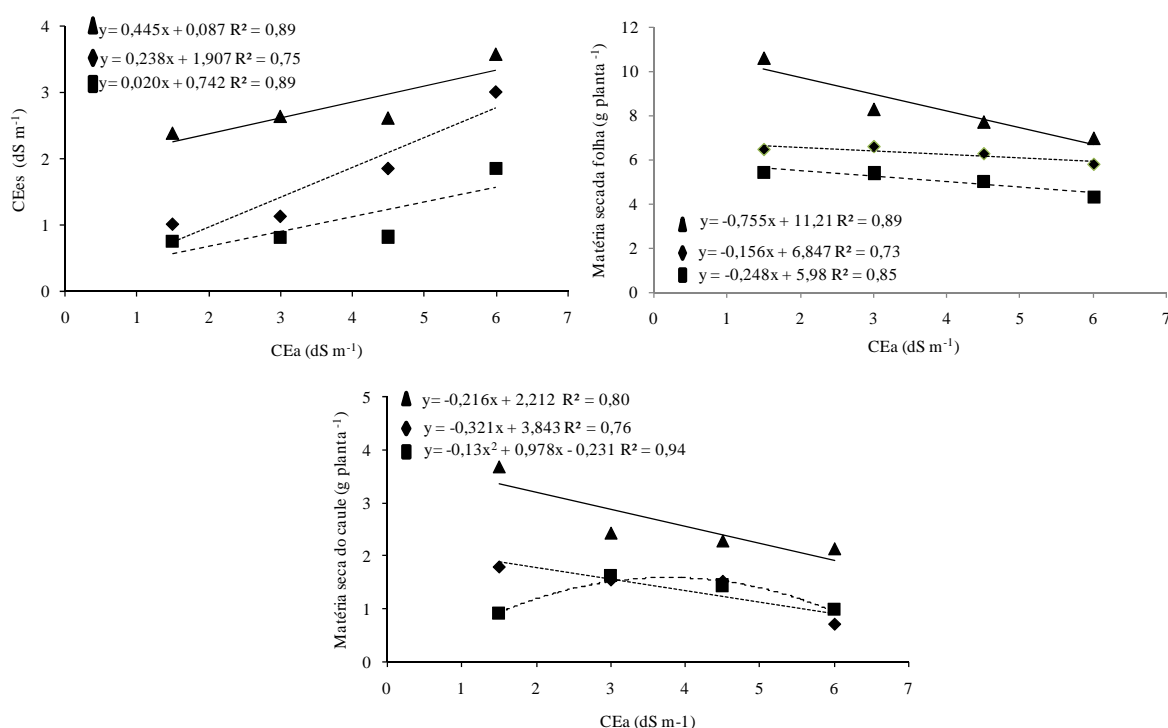 y= 0,445x + 0,087 R² = 0,89
y= 0,238x + 1,907 R² = 0,75
y= 0,020x + 0,742 R² = 0,89
CEes (dS m⁻¹)
4
3
2
1
0
0 1 2 3 4 5 6 7
CEa (dS m⁻¹)
Matéria secada folha (g planta⁻¹)
12
10
8
6
4
2
0
y= -0,755x + 11,21 R² = 0,89
y= -0,156x + 6,847 R² = 0,73
y = -0,248x + 5,98 R² = 0,85
0 1 2 3 4 5 6 7
CEa (dS m⁻¹)
y= -0,216x + 2,212 R² = 0,80
y = -0,321x + 3,843 R² = 0,76
y= -0,13x² + 0,978x - 0,231 R² = 0,94
Matéria seca do caule (g planta⁻¹)
5
4
3
2
1
0
0 1 2 3 4 5 6 7
CEa (dS m-1)